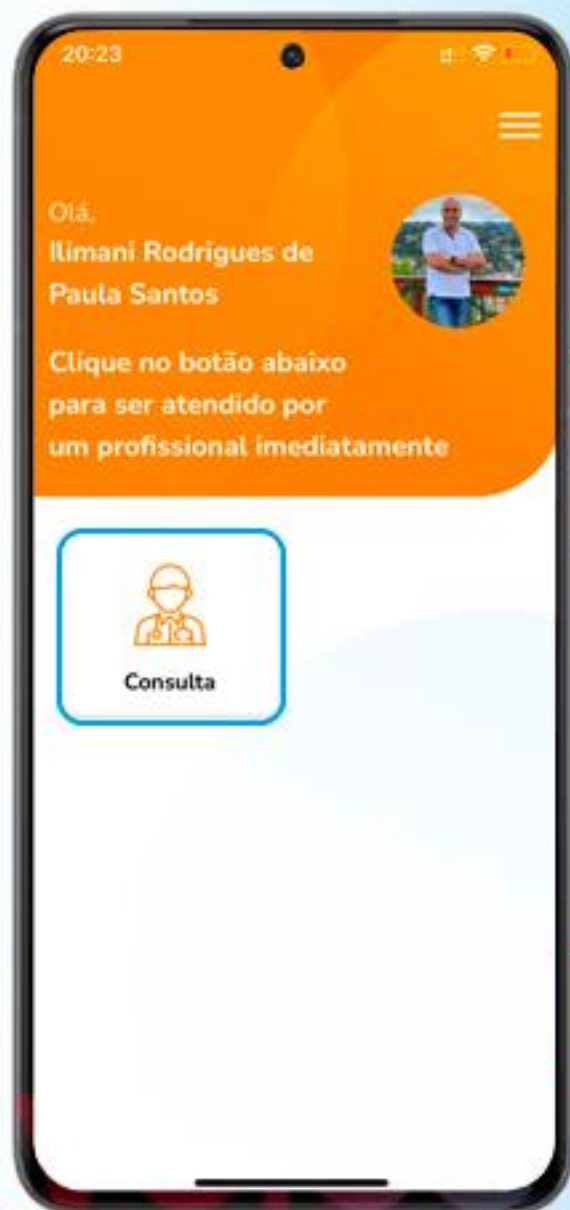 20:23
Olá,
Ilimani Rodrigues de
Paula Santos
Clique no botão abaixo
para ser atendido por
um profissional imediatamente
Consulta